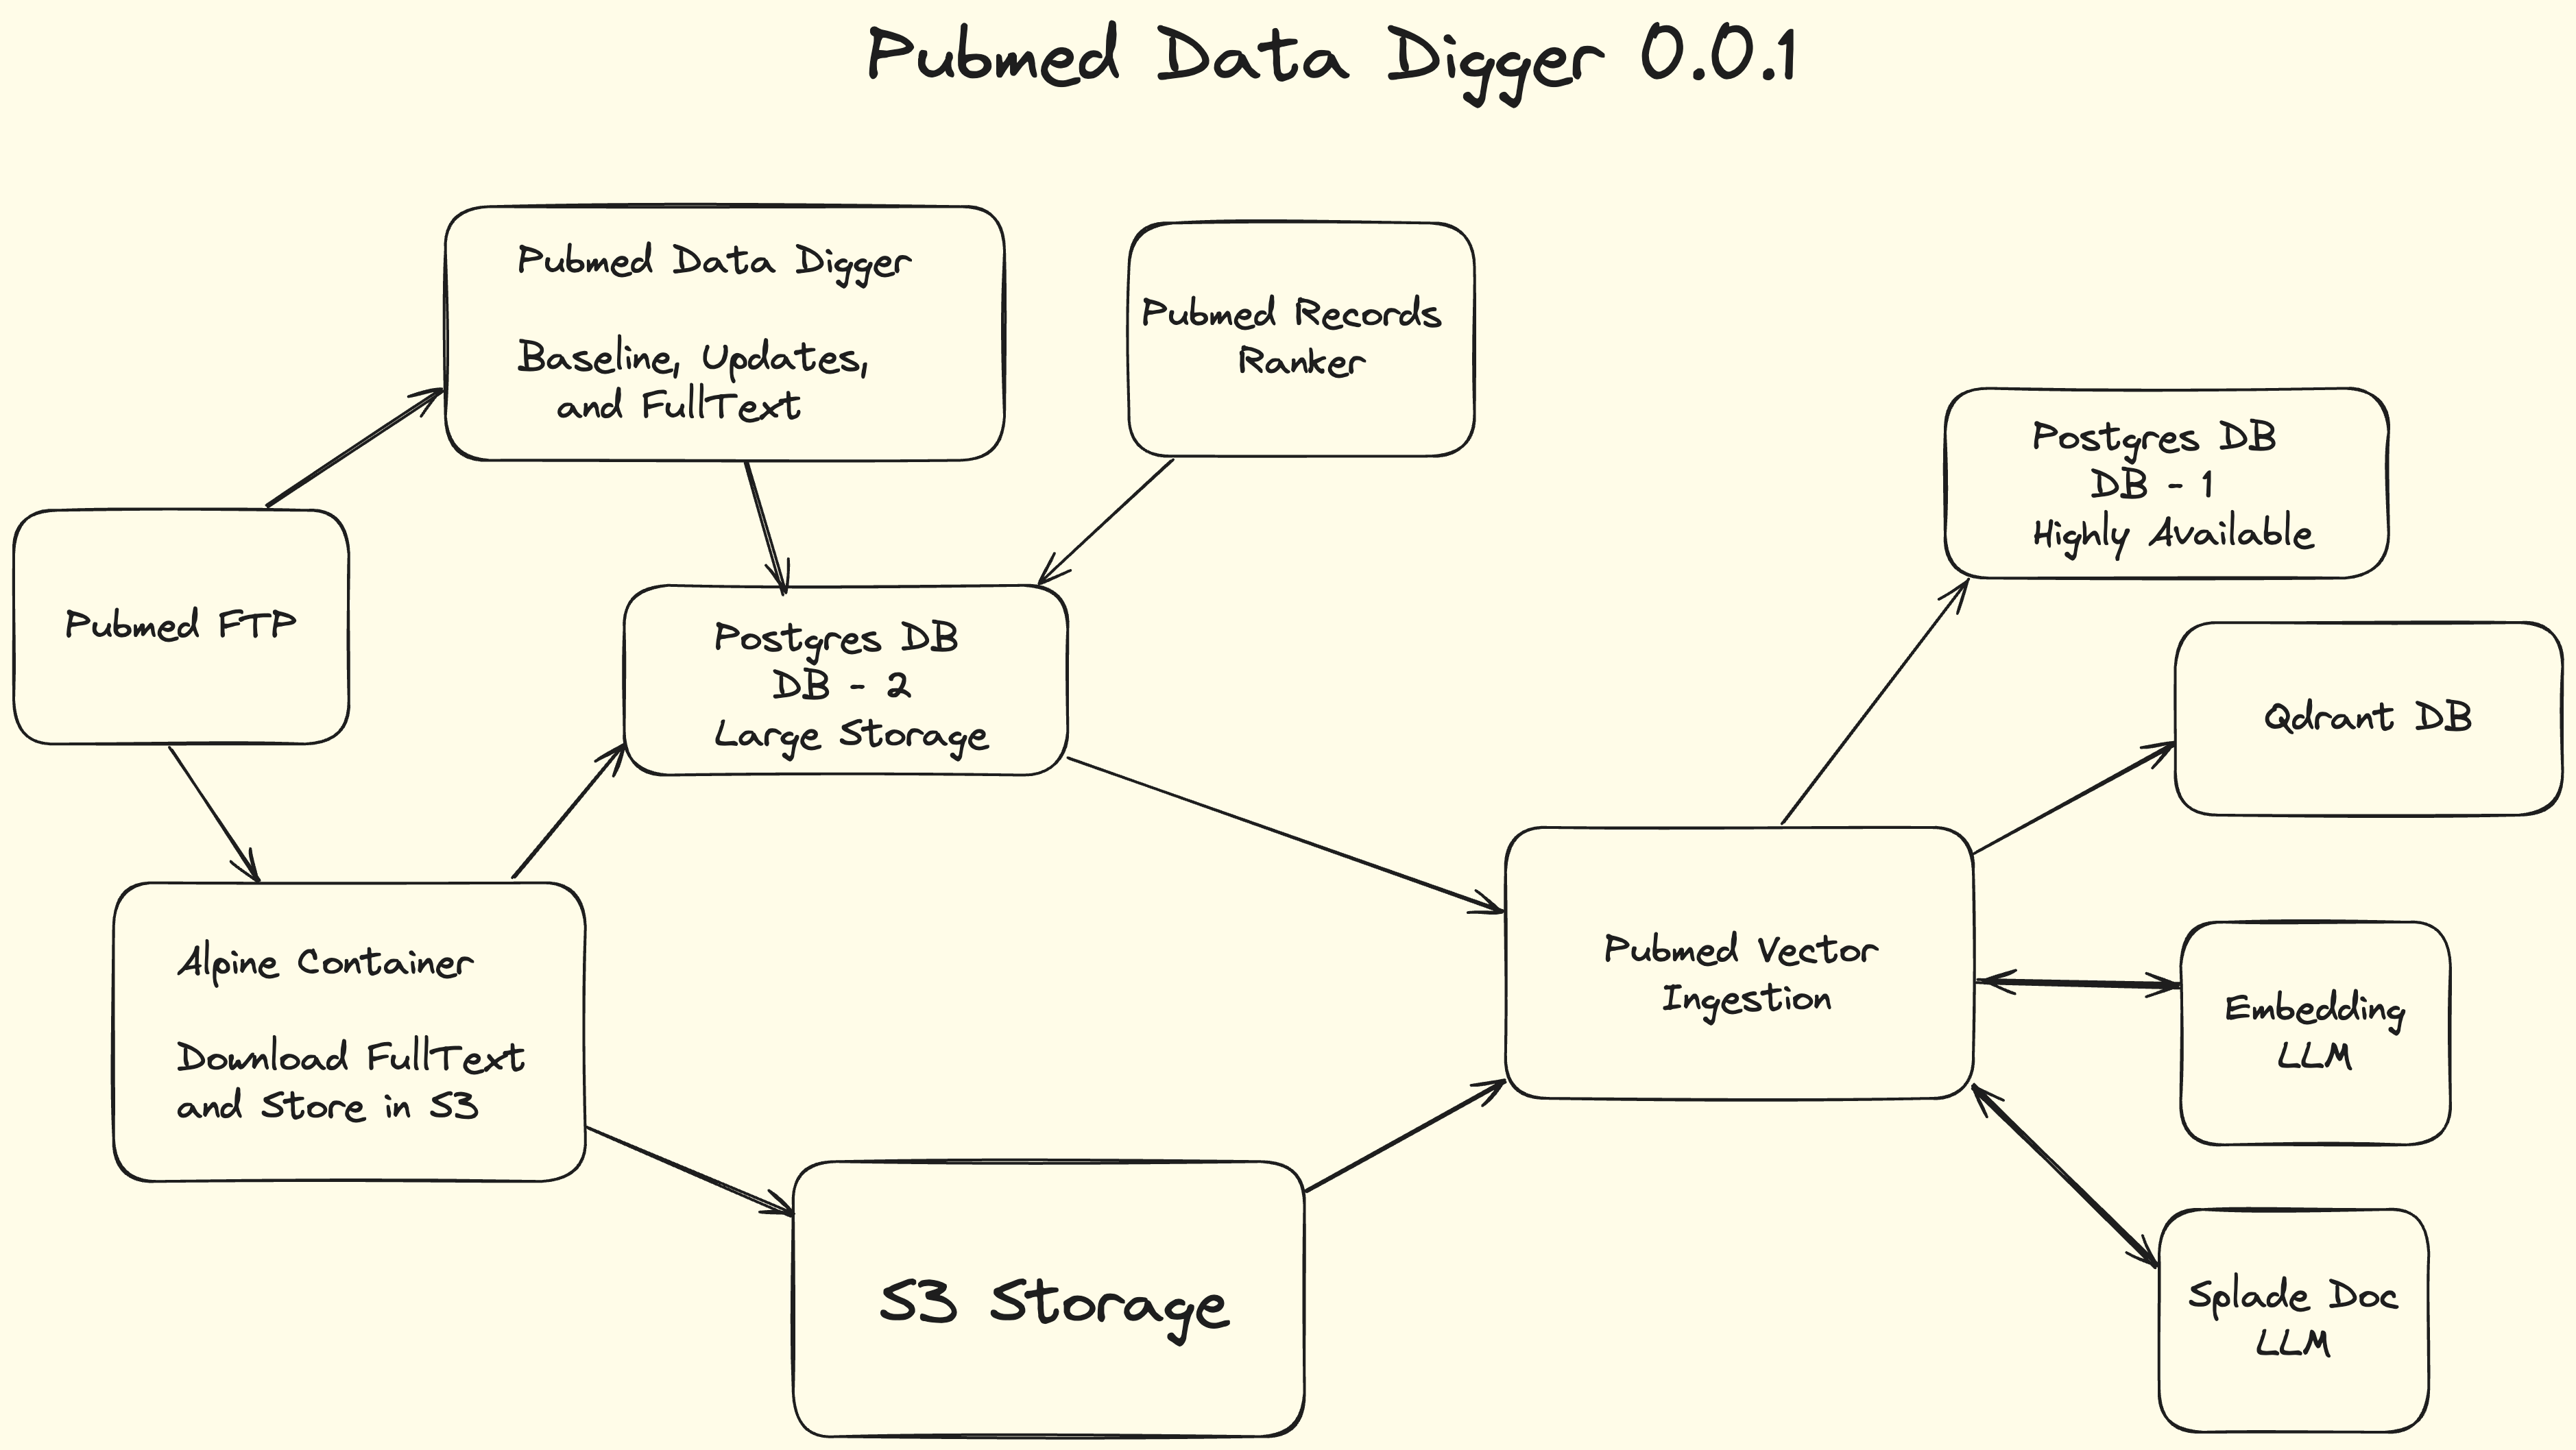 Pubmed Data Digger 0.0.1
Pubmed Data Digger
Baseline, Updates,
and FullText
Pubmed Records
Ranker
Postgres DB
DB - 1
Highly Available
Pubmed FTP
Postgres DB
DB - 2
Large Storage
Qdrant DB
Alpine Container
Download FullText
and Store in S3
Pubmed Vector
Ingestion
Embedding
LLM
S3 Storage
Splade Doc
LLM